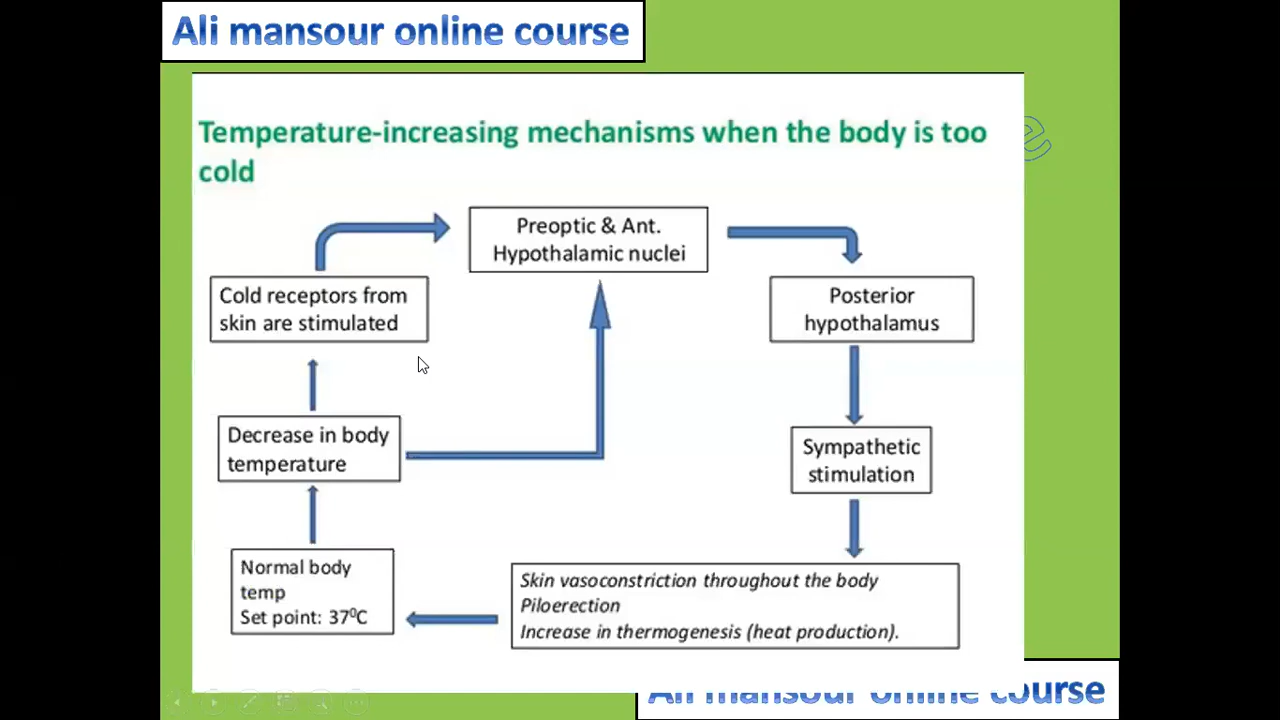 Ali mansour online course
Temperature-increasing mechanisms when the body is too
cold
Preoptic & Ant.
Hypothalamic nuclei
Cold receptors from
skin are stimulated
Posterior
hypothalamus
Decrease in body
temperature
Sympathetic
stimulation
Normal body
temp
Set point: 37⁰C
Skin vasoconstriction throughout the body
Piloerection
Increase in thermogenesis (heat production).
Ali mansour online course